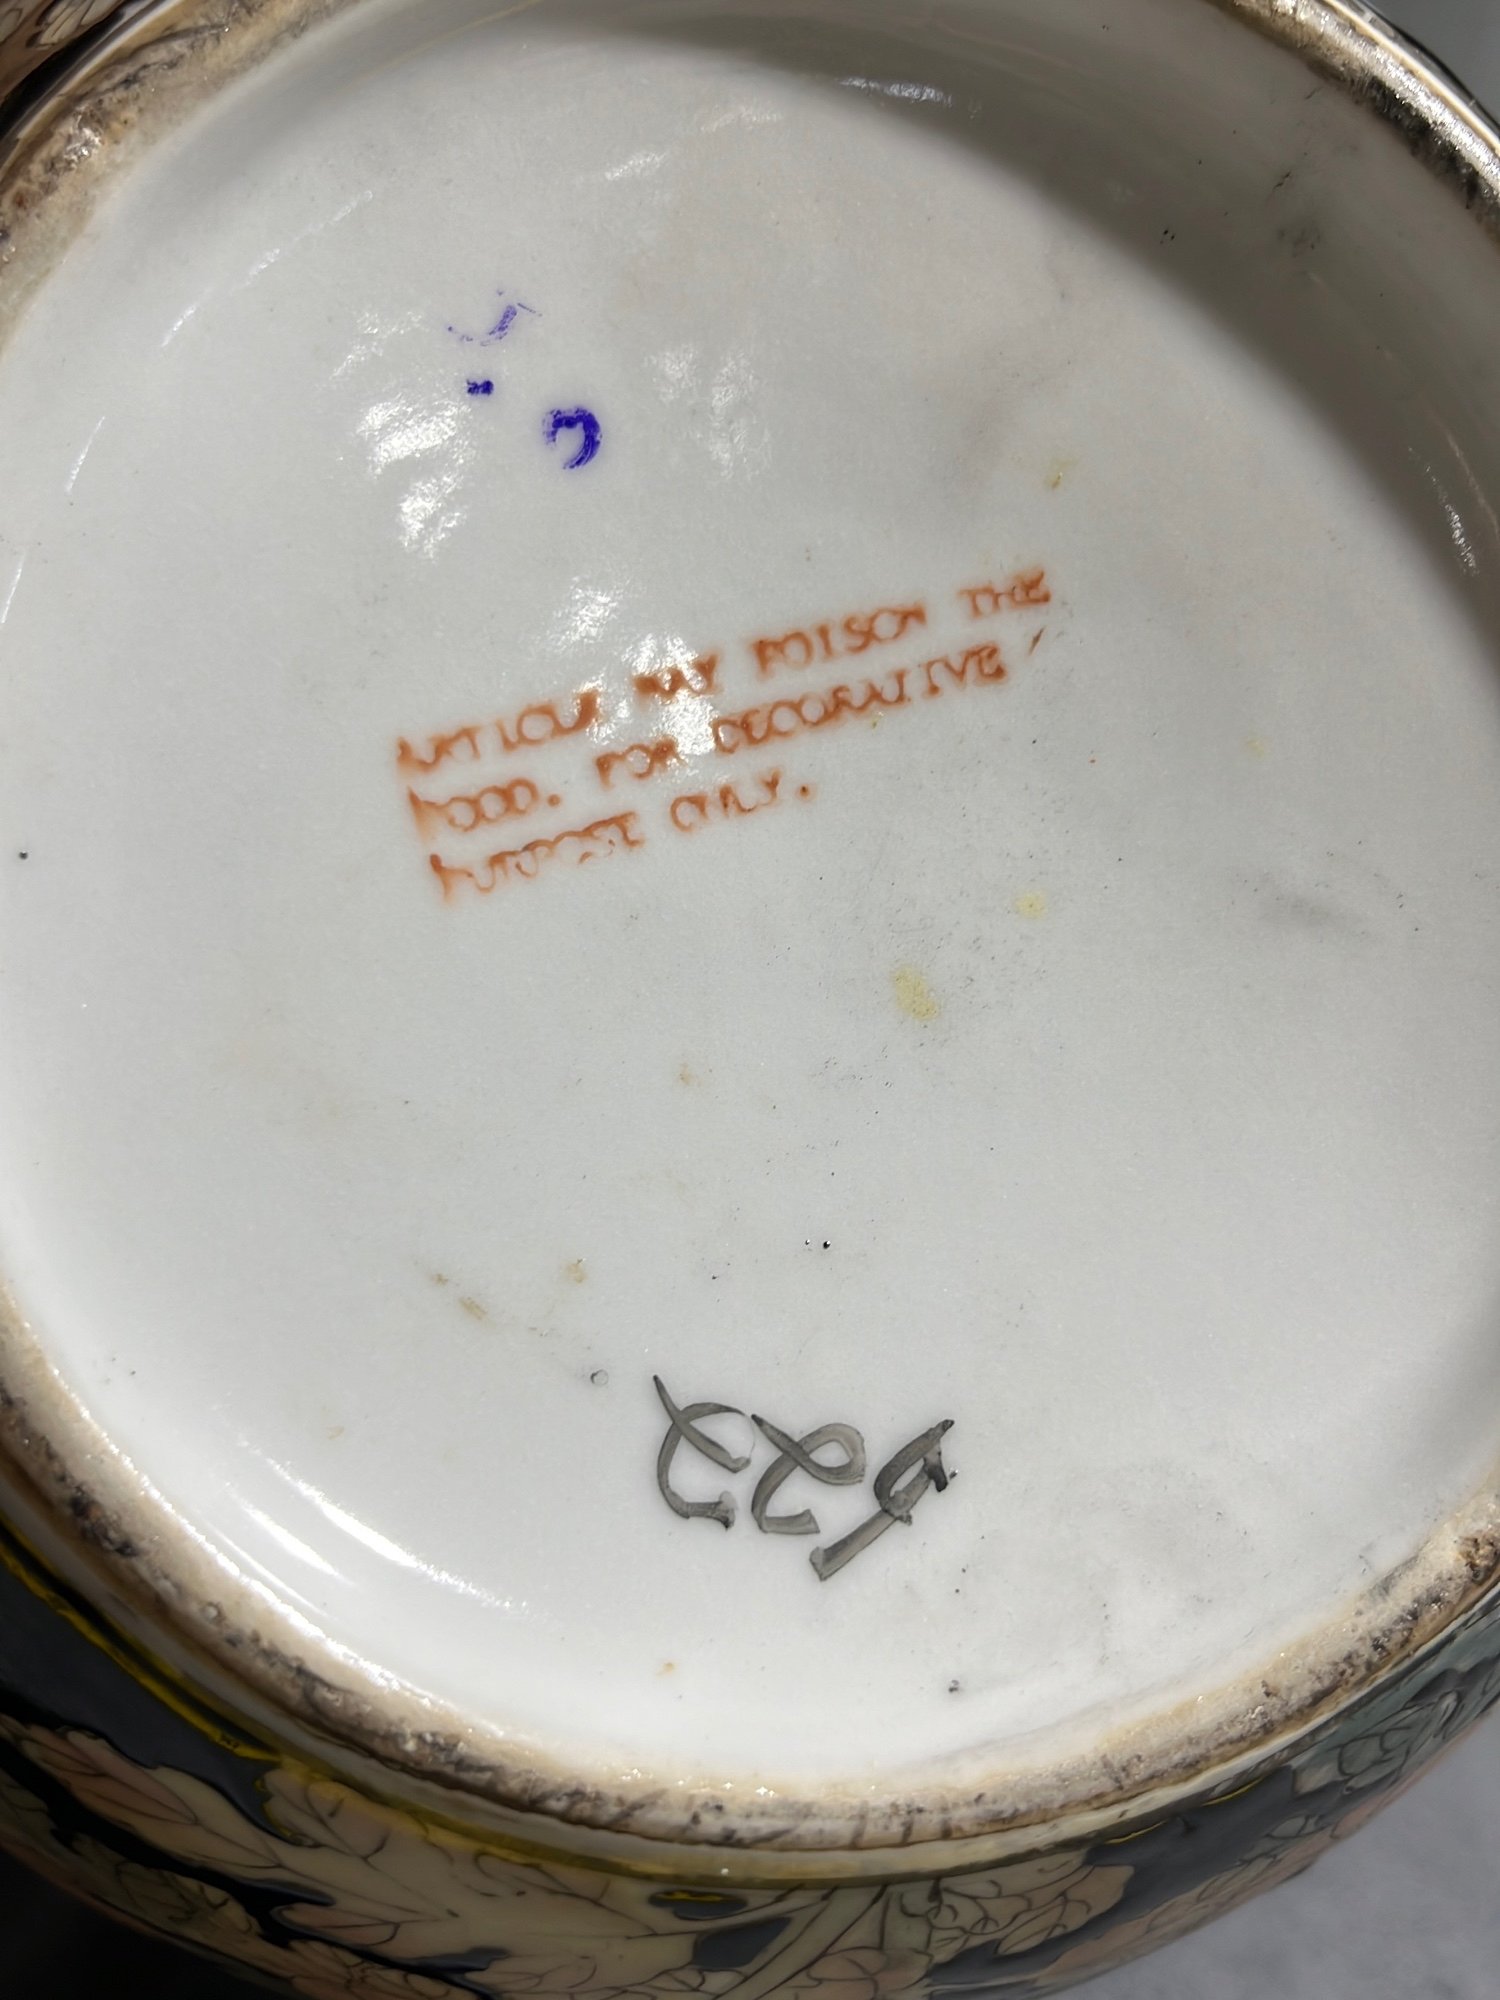 ARTICLE MAY POISON THE
FOOD. FOR DECORATIVE
PURPOSE ONLY.